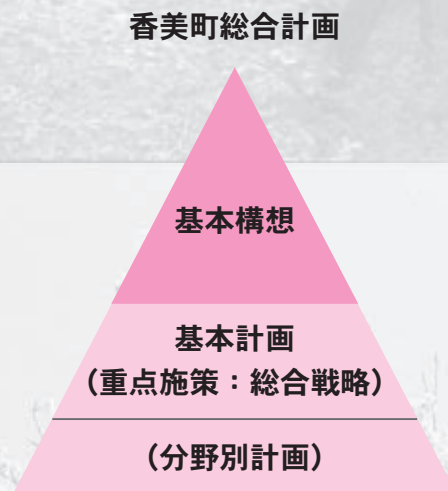 香美町総合計画
基本構想
基本計画
（重点施策：総合戦略）
（分野別計画）